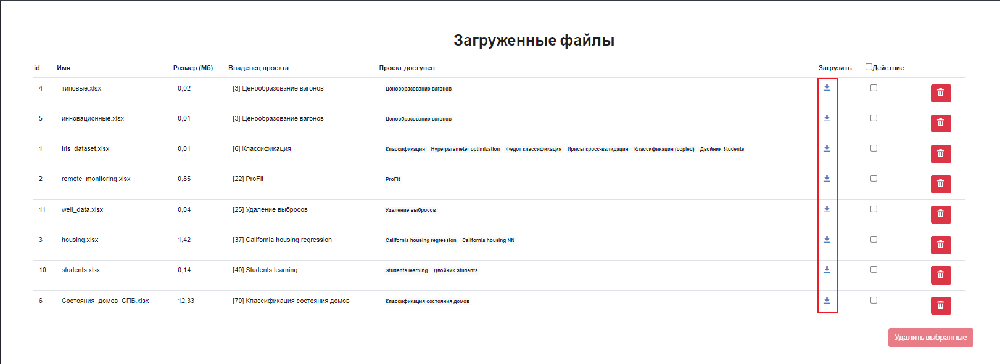 Загруженные файлы
id Имя Размер (Мб) Владелец проекта Проект доступен Загрузить Действие
4 типовые.xlsx 0,02 [3] Ценообразование вагонов Ценообразование вагонов
5 инновационные.xlsx 0,01 [3] Ценообразование вагонов Ценообразование вагонов
1 Iris_dataset.xlsx 0,01 [6] Классификация Классификация Hyperparameter optimization Федот классификация Ирисы кросс-валидация Классификация (copied) Двойник Students
2 remote_monitoring.xlsx 0,85 [22] ProFit ProFit
11 well_data.xlsx 0,04 [25] Удаление выбросов Удаление выбросов
3 housing.xlsx 1,42 [37] California housing regression California housing regression California housing NN
10 students.xlsx 0,14 [40] Students learning Students learning Двойник Students
6 Состояния_домов_СПБ.xlsx 12,33 [70] Классификация состояния домов Классификация состояния домов
Удалить выбранные